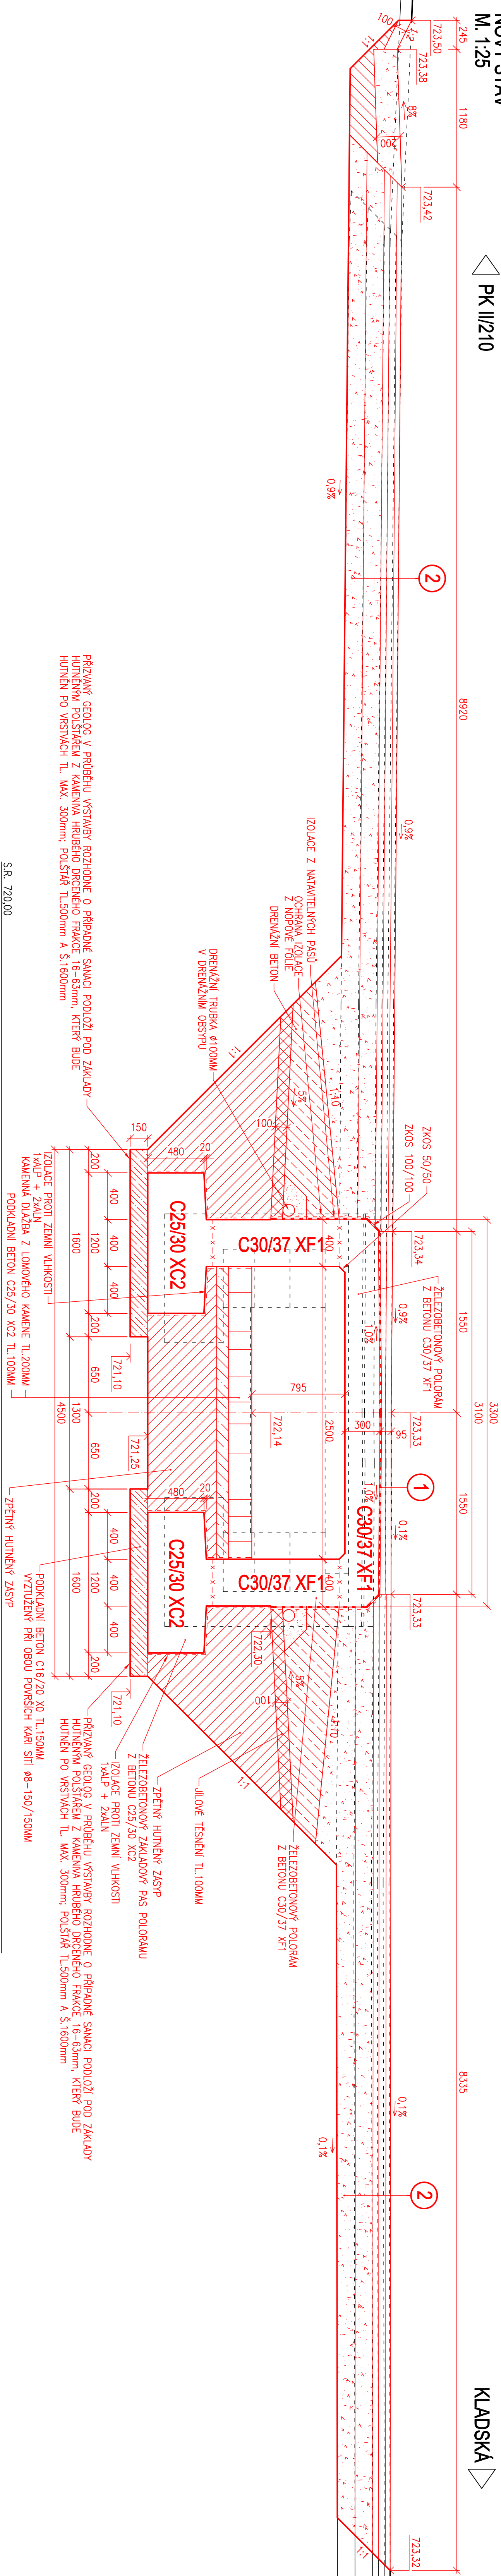 NOVÝ STAV
M. 1:25
PK II/210
KLADSKÁ
245
1180
8920
8335
3300
3100
1550
1550
723,50
723,38
723,42
723,34
723,33
723,33
723,32
100
1:1
8%
200
0,9%
0,9%
0,9%
0,1%
0,1%
0,1%
1,0%
1,0%
2
1
2
95
300
ZKOS 50/50
ZKOS 100/100
ŽELEZOBETONOVÝ POLORÁM
Z BETONU C30/37 XF1
C30/37 XF1
C30/37 XF1
C30/37 XF1
400
2500
400
795
722,14
722,30
IZOLACE Z NATAVITELNÝCH PÁSŮ
OCHRANA IZOLACE
Z NOPOVÉ FÓLIE
DRENÁŽNÍ BETON
DRENÁŽNÍ TRUBKA Ø100MM
V DRENÁŽNÍM OBSYPU
1:10
5%
100
1:1
1:10
5%
100
1:1
1:1
ŽELEZOBETONOVÝ POLORÁM
Z BETONU C30/37 XF1
JÍLOVÉ TĚSNĚNÍ TL.100MM
ZPĚTNÝ HUTNĚNÝ ZÁSYP
ŽELEZOBETONOVÝ ZÁKLADOVÝ PAS POLORÁMU
Z BETONU C25/30 XC2
IZOLACE PROTI ZEMNÍ VLHKOSTI
1xALP + 2xALN
C25/30 XC2
C25/30 XC2
20
480
150
20
480
721,10
721,25
721,10
200
400
400
400
200
650
650
200
400
400
400
200
1200
1200
1600
1300
1600
4500
PŘIZVANÝ GEOLOG V PRŮBĚHU VÝSTAVBY ROZHODNE O PŘÍPADNÉ SANACI PODLOŽÍ POD ZÁKLADY
HUTNĚNÝM POLŠTÁŘEM Z KAMENIVA HRUBÉHO DRCENÉHO FRAKCE 16-63mm, KTERÝ BUDE
HUTNĚN PO VRSTVÁCH TL. MAX. 300mm; POLŠTÁŘ TL.500mm A Š.1600mm
IZOLACE PROTI ZEMNÍ VLHKOSTI
1xALP + 2xALN
KAMENNÁ DLAŽBA Z LOMOVÉHO KAMENE TL.200MM
PODKLADNÍ BETON C25/30 XC2 TL.100MM
ZPĚTNÝ HUTNĚNÝ ZÁSYP
PODKLADNÍ BETON C16/20 X0 TL.150MM
VYZTUŽENÝ PŘI OBOU POVRŠÍCH KARI SÍTÍ Ø8-150/150MM
PŘIZVANÝ GEOLOG V PRŮBĚHU VÝSTAVBY ROZHODNE O PŘÍPADNÉ SANACI PODLOŽÍ POD ZÁKLADY
HUTNĚNÝM POLŠTÁŘEM Z KAMENIVA HRUBÉHO DRCENÉHO FRAKCE 16-63mm, KTERÝ BUDE
HUTNĚN PO VRSTVÁCH TL. MAX. 300mm; POLŠTÁŘ TL.500mm A Š.1600mm
S.R. 720,00